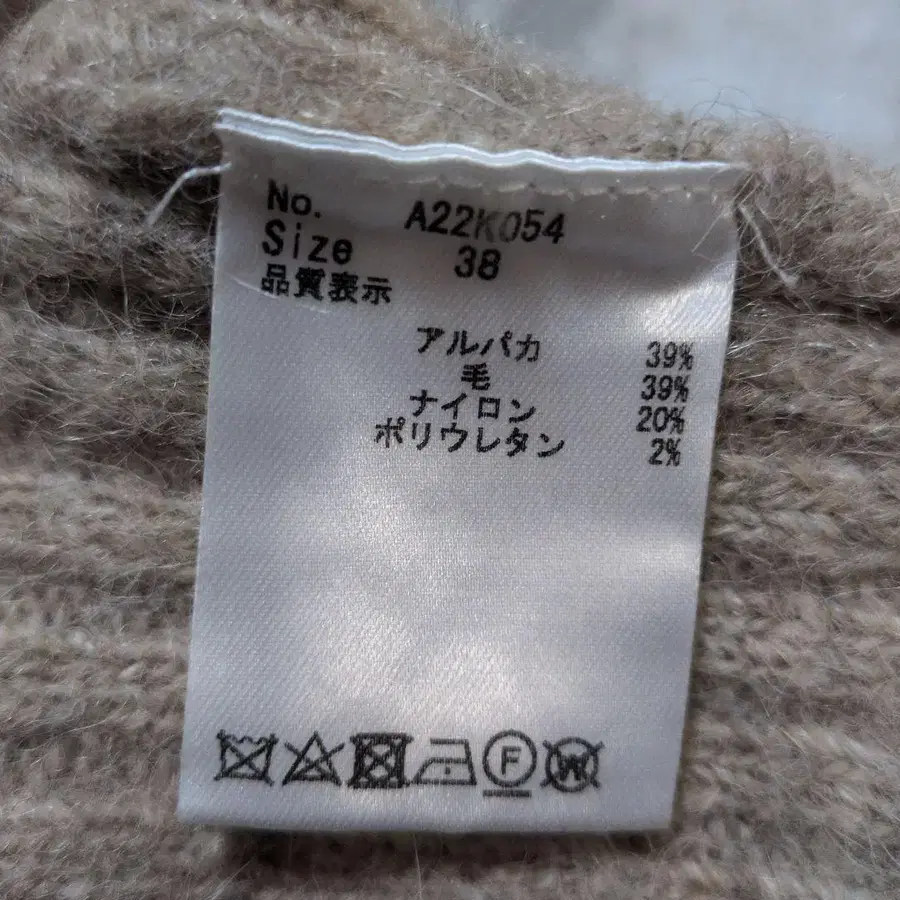 No. A22K054
Size 38
品質表示
アルパカ 39%
毛 39%
ナイロン 20%
ポリウレタン 2%
F W